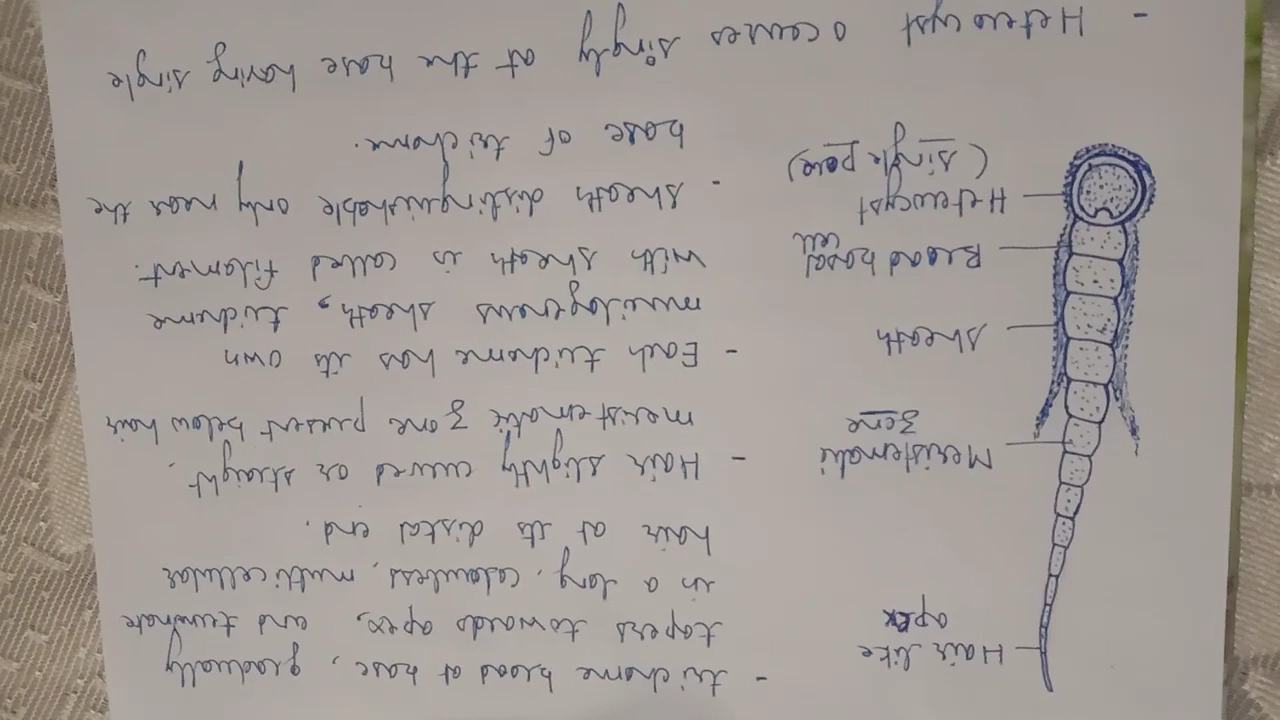 Hair like
apex
Meristematic
zone
sheath
Broad basal
cell
Heterocyst
(single pore)
- trichome broad at base, gradually
tapers towards apex, and terminate
in a long, colourless, multicellular
hair at its distal end.
- Hair slightly curved or straight.
meristematic zone present below hair
- Each trichome has its own
mucilagenous sheath, trichome
with sheath is called filament.
- sheath distinguishable only near the
base of trichome.
- Heterocyst occures singly at the base having single